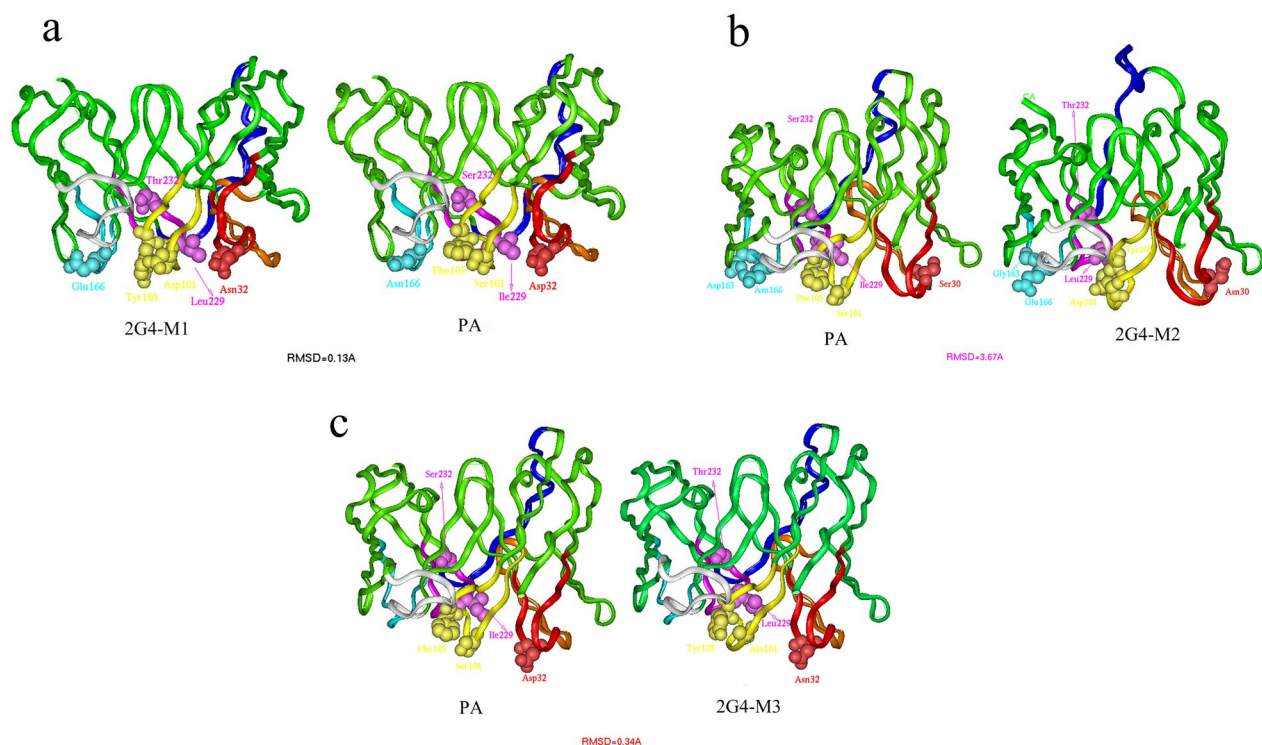 a
Thr232
Glu166
Tyr105
Asp101
Leu229
Asn32
2G4-M1
Ser232
Asn166
Phe105
Ser101
Ile229
Asp32
PA
RMSD=0.13A
b
Ser232
Asp163
Asn166
Phe105
Ser101
Ile229
Ser30
PA
CA
Thr232
Gly163
Glu166
Leu229
Asp101
Asn30
2G4-M2
RMSD=3.67A
c
Ser232
Phe105
Ser101
Ile229
Asp32
PA
Thr232
Tyr105
Ala101
Leu229
Asn32
2G4-M3
RMSD=0.34A